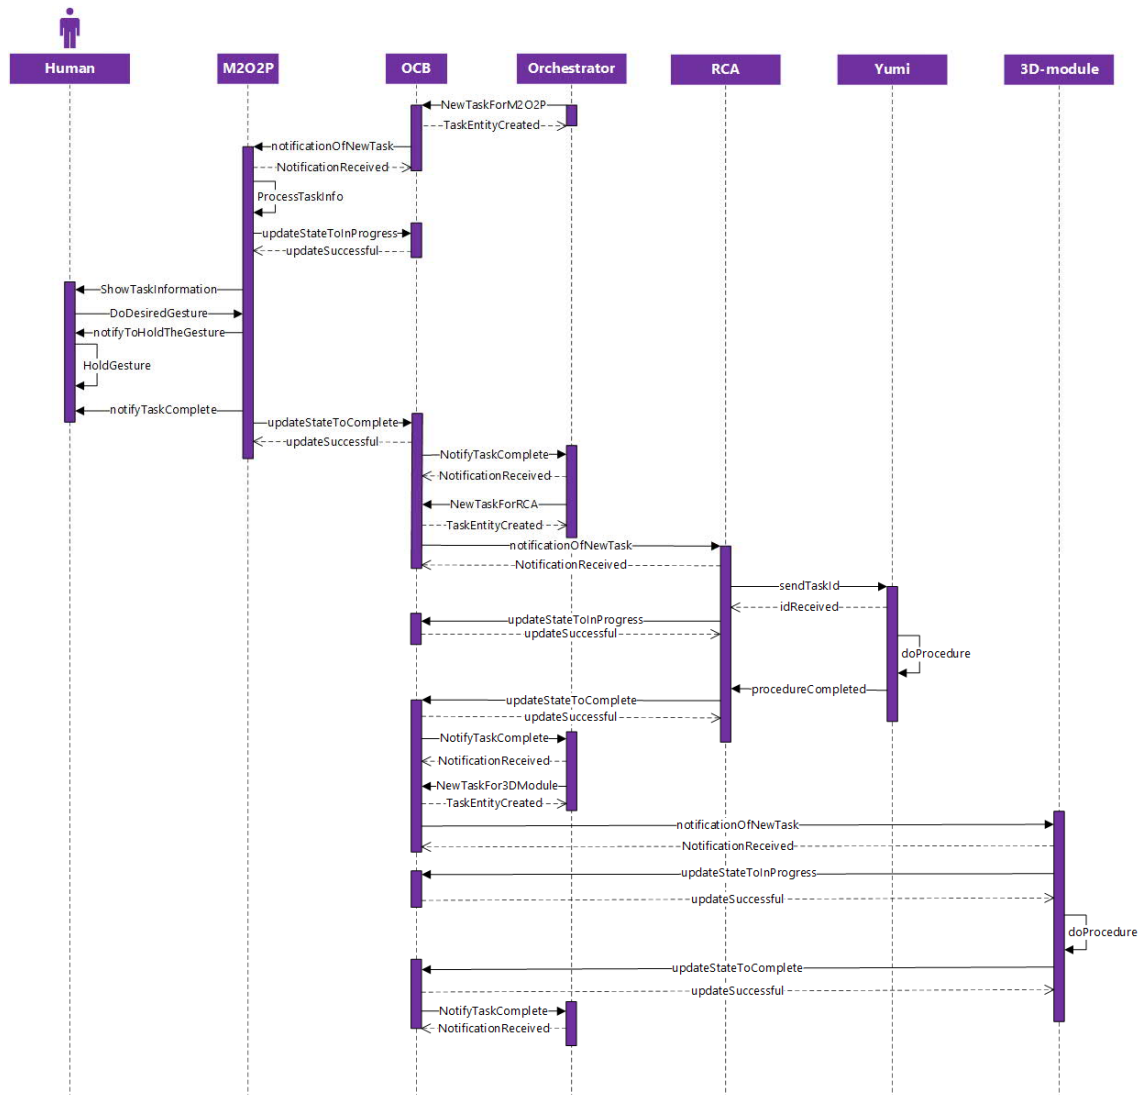 Human
M2O2P
OCB
Orchestrator
RCA
Yumi
3D-module
NewTaskForM2O2P
TaskEntityCreated
notificationOfNewTask
NotificationReceived
ProcessTaskInfo
updateStateToInProgress
updateSuccessful
ShowTaskInformation
DoDesiredGesture
notifyToHoldTheGesture
HoldGesture
notifyTaskComplete
updateStateToComplete
updateSuccessful
NotifyTaskComplete
NotificationReceived
NewTaskForRCA
TaskEntityCreated
notificationOfNewTask
NotificationReceived
sendTaskId
idReceived
updateStateToInProgress
updateSuccessful
doProcedure
procedureCompleted
updateStateToComplete
updateSuccessful
NotifyTaskComplete
NotificationReceived
NewTaskFor3DModule
TaskEntityCreated
notificationOfNewTask
NotificationReceived
updateStateToInProgress
updateSuccessful
doProcedure
updateStateToComplete
updateSuccessful
NotifyTaskComplete
NotificationReceived